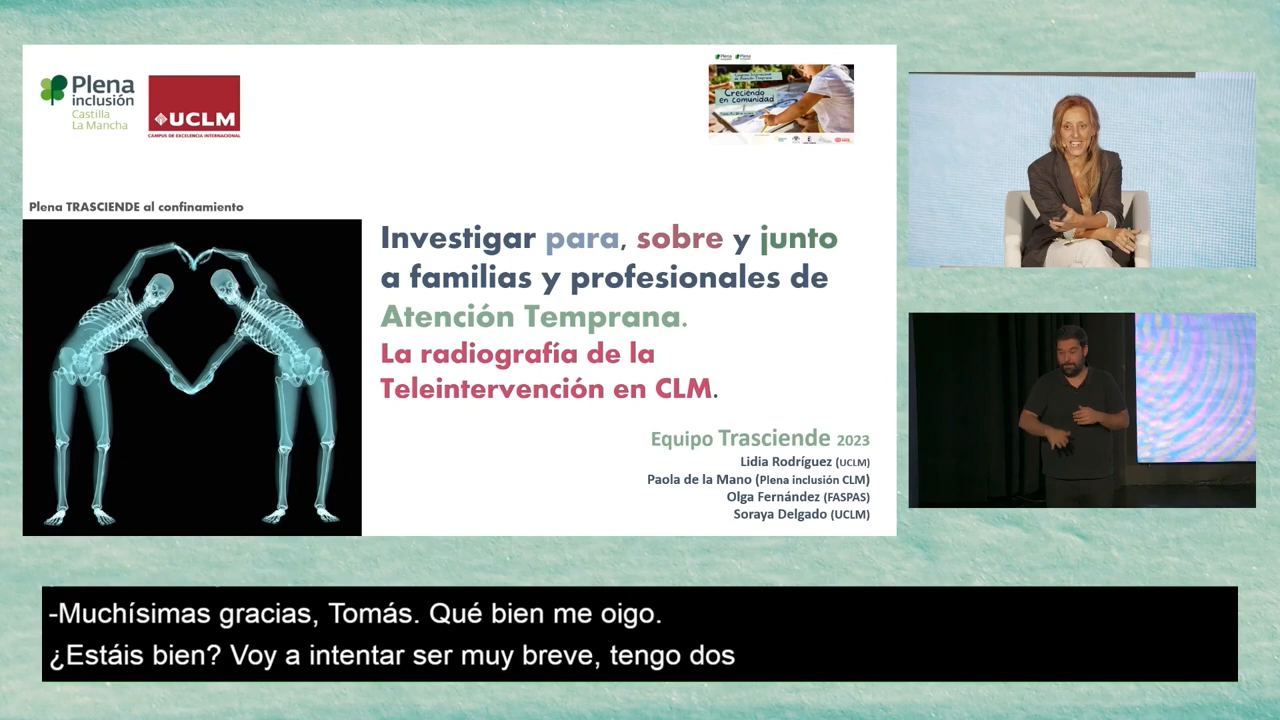 Plena
inclusión
Castilla
La Mancha
UCLM
CAMPUS DE EXCELENCIA INTERNACIONAL
Creciendo
en comunidad
Plena TRASCIENDE al confinamiento
Investigar para, sobre y junto
a familias y profesionales de
Atención Temprana.
La radiografía de la
Teleintervención en CLM.
Equipo Trasciende 2023
Lidia Rodríguez (UCLM)
Paola de la Mano (Plena inclusión CLM)
Olga Fernández (FASPAS)
Soraya Delgado (UCLM)
-Muchísimas gracias, Tomás. Qué bien me oigo.
¿Estáis bien? Voy a intentar ser muy breve, tengo dos